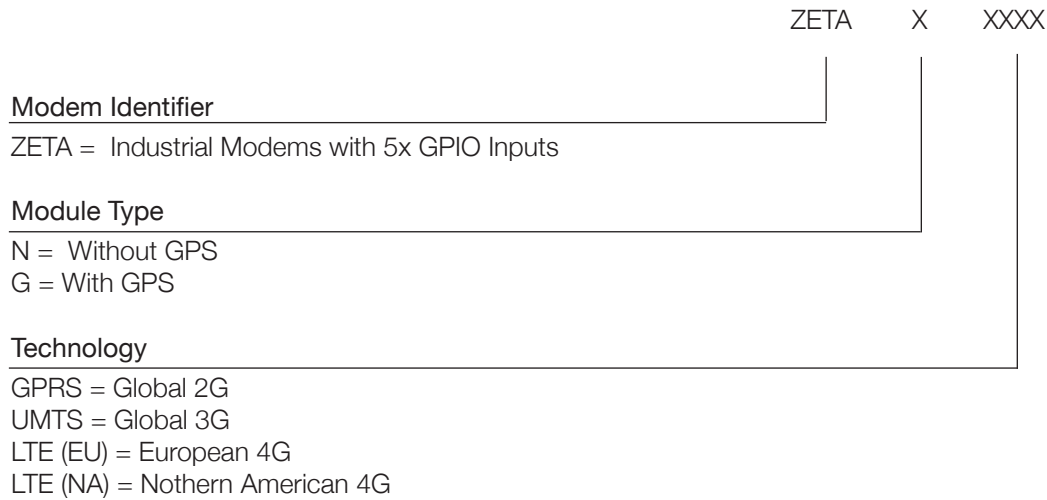 ZETA X XXXX
Modem Identifier
ZETA = Industrial Modems with 5x GPIO Inputs
Module Type
N = Without GPS
G = With GPS
Technology
GPRS = Global 2G
UMTS = Global 3G
LTE (EU) = European 4G
LTE (NA) = Nothern American 4G